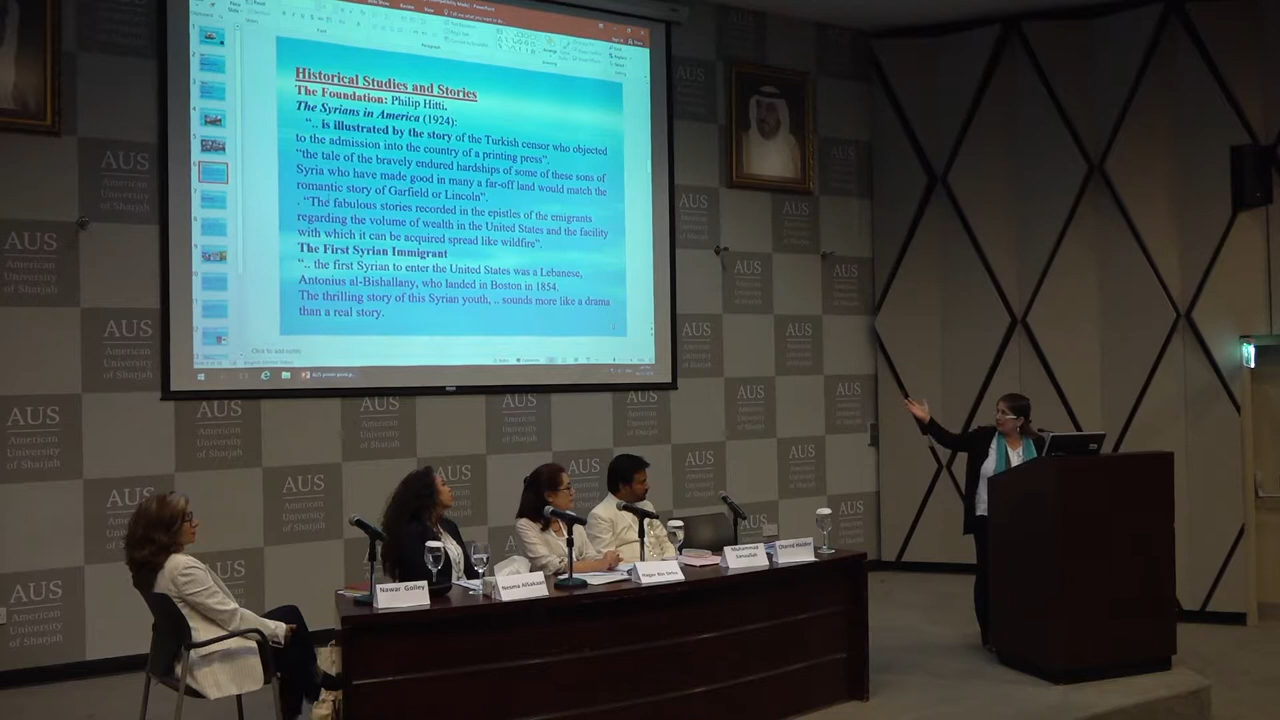 Historical Studies and Stories
The Foundation: Philip Hitti.
The Syrians in America (1924):
“.. is illustrated by the story of the Turkish censor who objected
to the admission into the country of a printing press”.
“the tale of the bravely endured hardships of some of these sons of
Syria who have made good in many a far-off land would match the
romantic story of Garfield or Lincoln”.
. “The fabulous stories recorded in the epistles of the emigrants
regarding the volume of wealth in the United States and the facility
with which it can be acquired spread like wildfire”.
The First Syrian Immigrant
“.. the first Syrian to enter the United States was a Lebanese,
Antonius al-Bishallany, who landed in Boston in 1854.
The thrilling story of this Syrian youth, .. sounds more like a drama
than a real story.
Click to add notes
AUS
American
University
of Sharjah
Nawar Golley
Nesma AlSakaan
Muhammad
Sanaullah
Otared Haidar